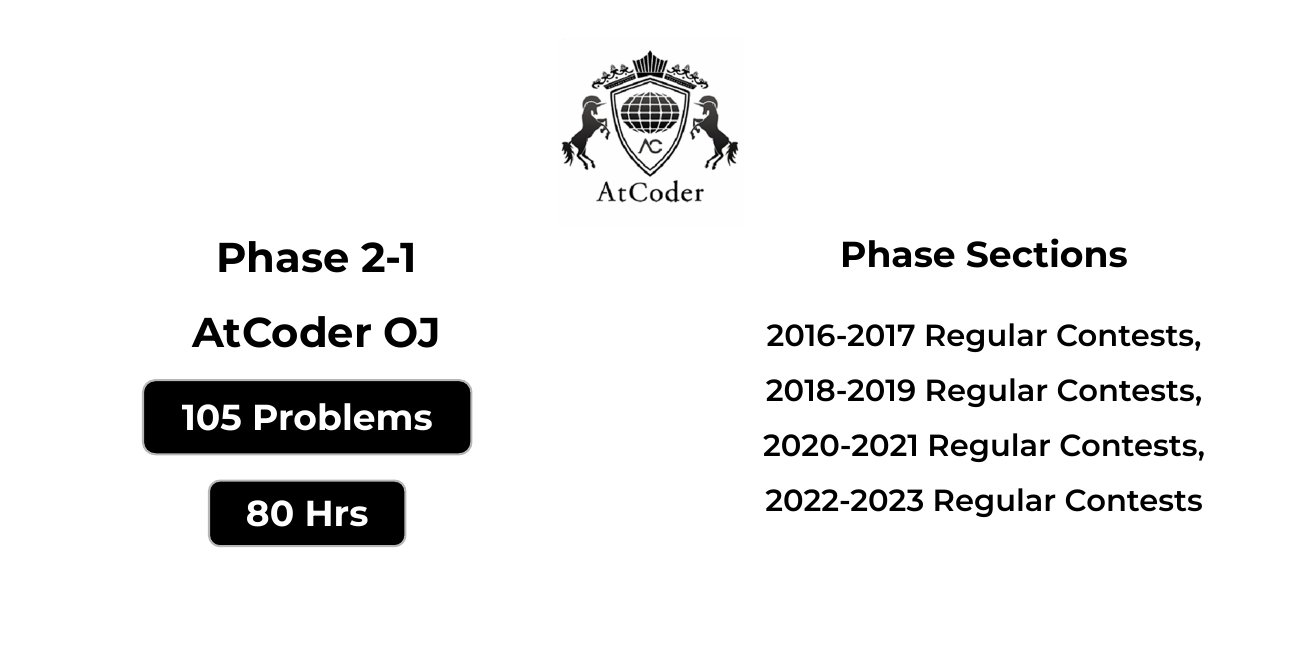 AC
AtCoder
Phase 2-1
AtCoder OJ
105 Problems
80 Hrs
Phase Sections
2016-2017 Regular Contests,
2018-2019 Regular Contests,
2020-2021 Regular Contests,
2022-2023 Regular Contests